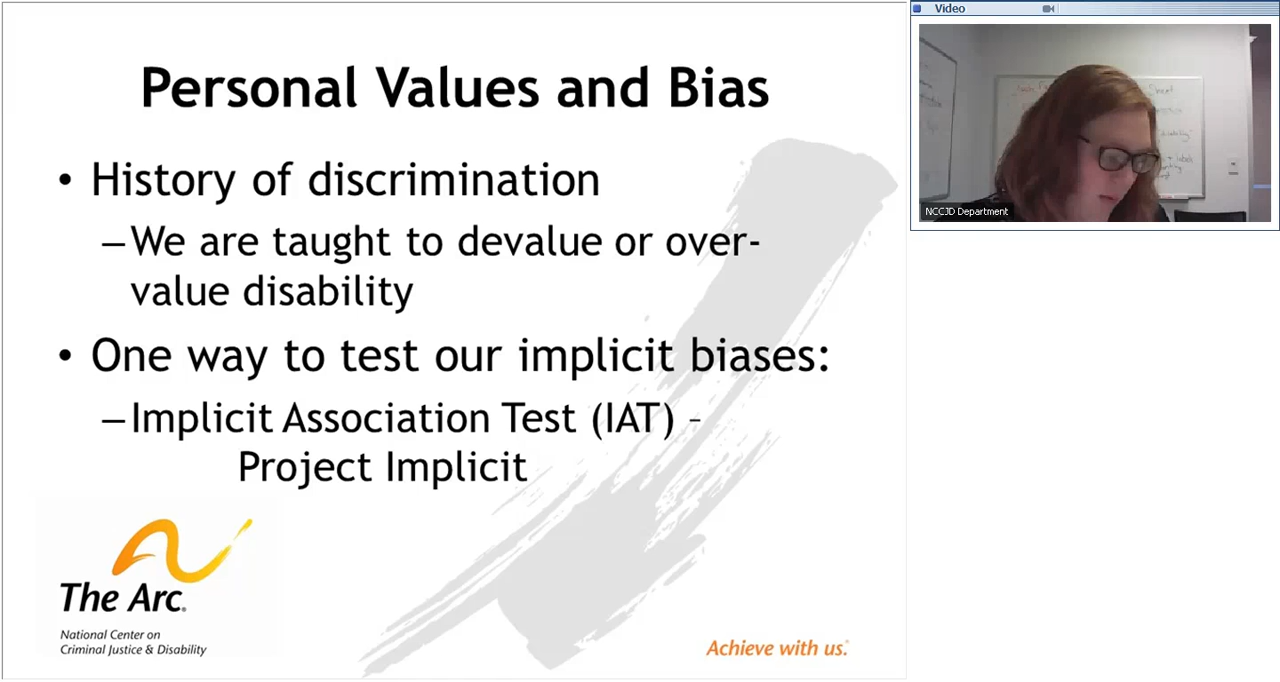 Personal Values and Bias
• History of discrimination
–We are taught to devalue or over-
value disability
• One way to test our implicit biases:
–Implicit Association Test (IAT) –
Project Implicit
The Arc®
National Center on
Criminal Justice & Disability
Achieve with us.
Video
NCCJD Department